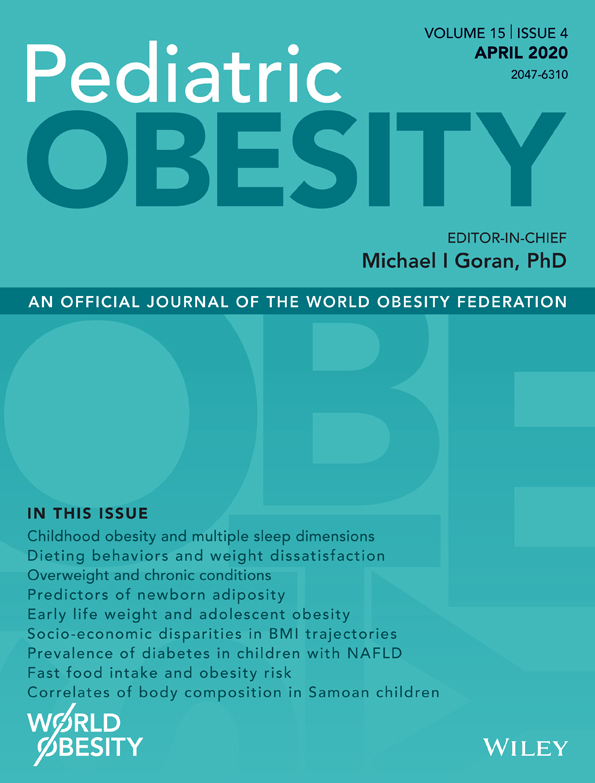 VOLUME 15 | ISSUE 4
APRIL 2020
2047-6310
Pediatric
OBESITY
EDITOR-IN-CHIEF
Michael I Goran, PhD
AN OFFICIAL JOURNAL OF THE WORLD OBESITY FEDERATION
IN THIS ISSUE
Childhood obesity and multiple sleep dimensions
Dieting behaviors and weight dissatisfaction
Overweight and chronic conditions
Predictors of newborn adiposity
Early life weight and adolescent obesity
Socio-economic disparities in BMI trajectories
Prevalence of diabetes in children with NAFLD
Fast food intake and obesity risk
Correlates of body composition in Samoan children
WORLD
OBESITY
WILEY